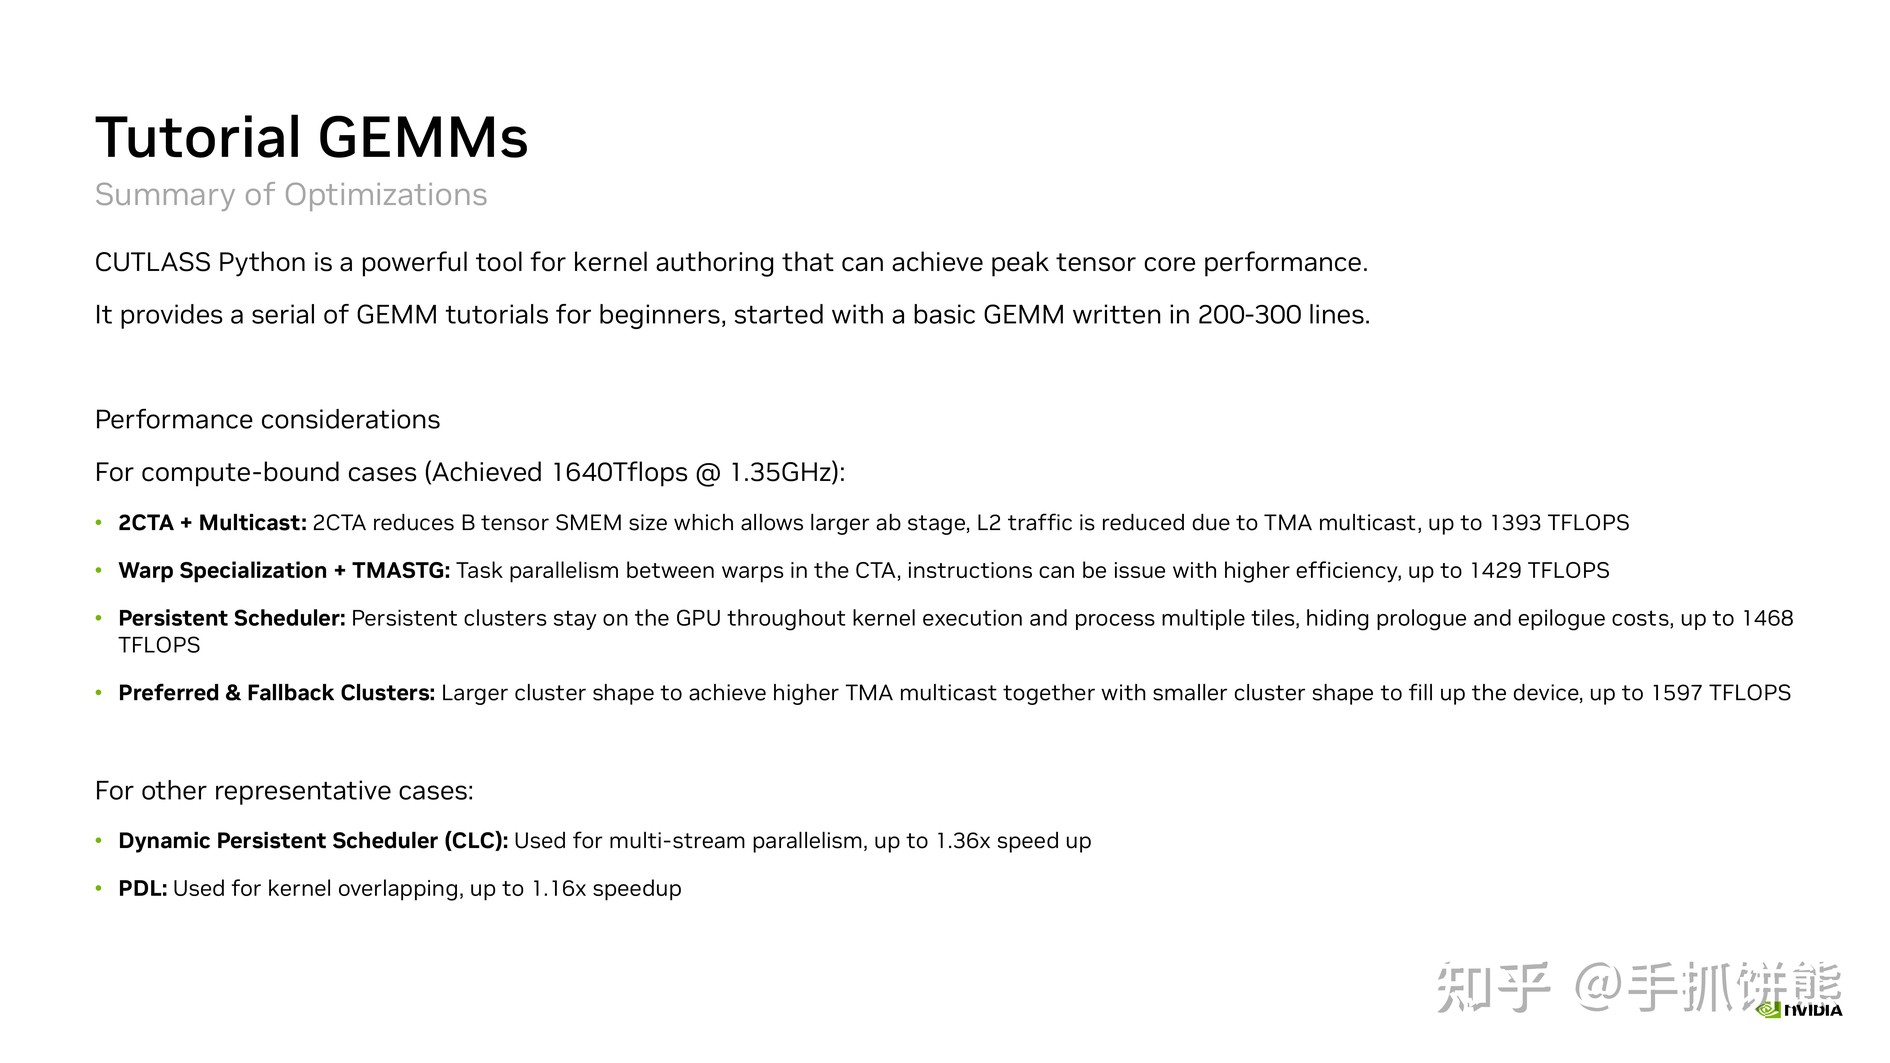 Tutorial GEMMs
Summary of Optimizations
CUTLASS Python is a powerful tool for kernel authoring that can achieve peak tensor core performance.
It provides a serial of GEMM tutorials for beginners, started with a basic GEMM written in 200-300 lines.
Performance considerations
For compute-bound cases (Achieved 1640Tflops @ 1.35GHz):
• 2CTA + Multicast: 2CTA reduces B tensor SMEM size which allows larger ab stage, L2 traffic is reduced due to TMA multicast, up to 1393 TFLOPS
• Warp Specialization + TMASTG: Task parallelism between warps in the CTA, instructions can be issue with higher efficiency, up to 1429 TFLOPS
• Persistent Scheduler: Persistent clusters stay on the GPU throughout kernel execution and process multiple tiles, hiding prologue and epilogue costs, up to 1468
TFLOPS
• Preferred & Fallback Clusters: Larger cluster shape to achieve higher TMA multicast together with smaller cluster shape to fill up the device, up to 1597 TFLOPS
For other representative cases:
• Dynamic Persistent Scheduler (CLC): Used for multi-stream parallelism, up to 1.36x speed up
• PDL: Used for kernel overlapping, up to 1.16x speedup
知乎 @手抓饼熊
NVIDIA